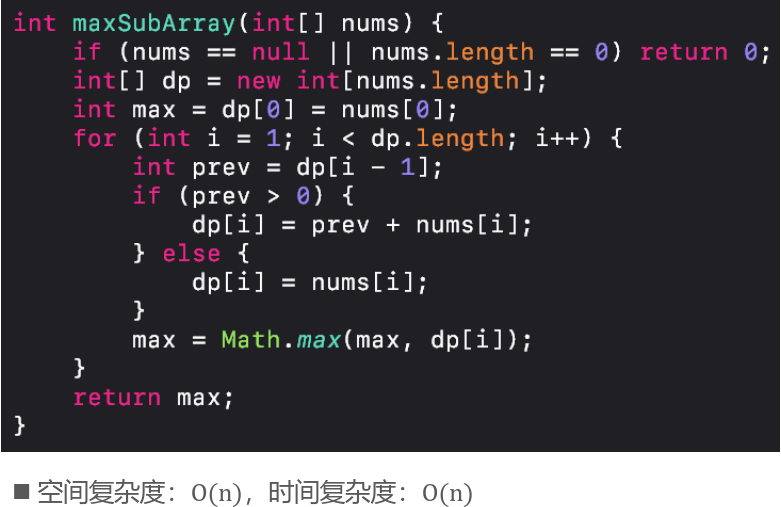 int maxSubArray(int[] nums) {
    if (nums == null || nums.length == 0) return 0;
    int[] dp = new int[nums.length];
    int max = dp[0] = nums[0];
    for (int i = 1; i < dp.length; i++) {
        int prev = dp[i - 1];
        if (prev > 0) {
            dp[i] = prev + nums[i];
        } else {
            dp[i] = nums[i];
        }
        max = Math.max(max, dp[i]);
    }
    return max;
}
■ 空间复杂度：O(n)，时间复杂度：O(n)